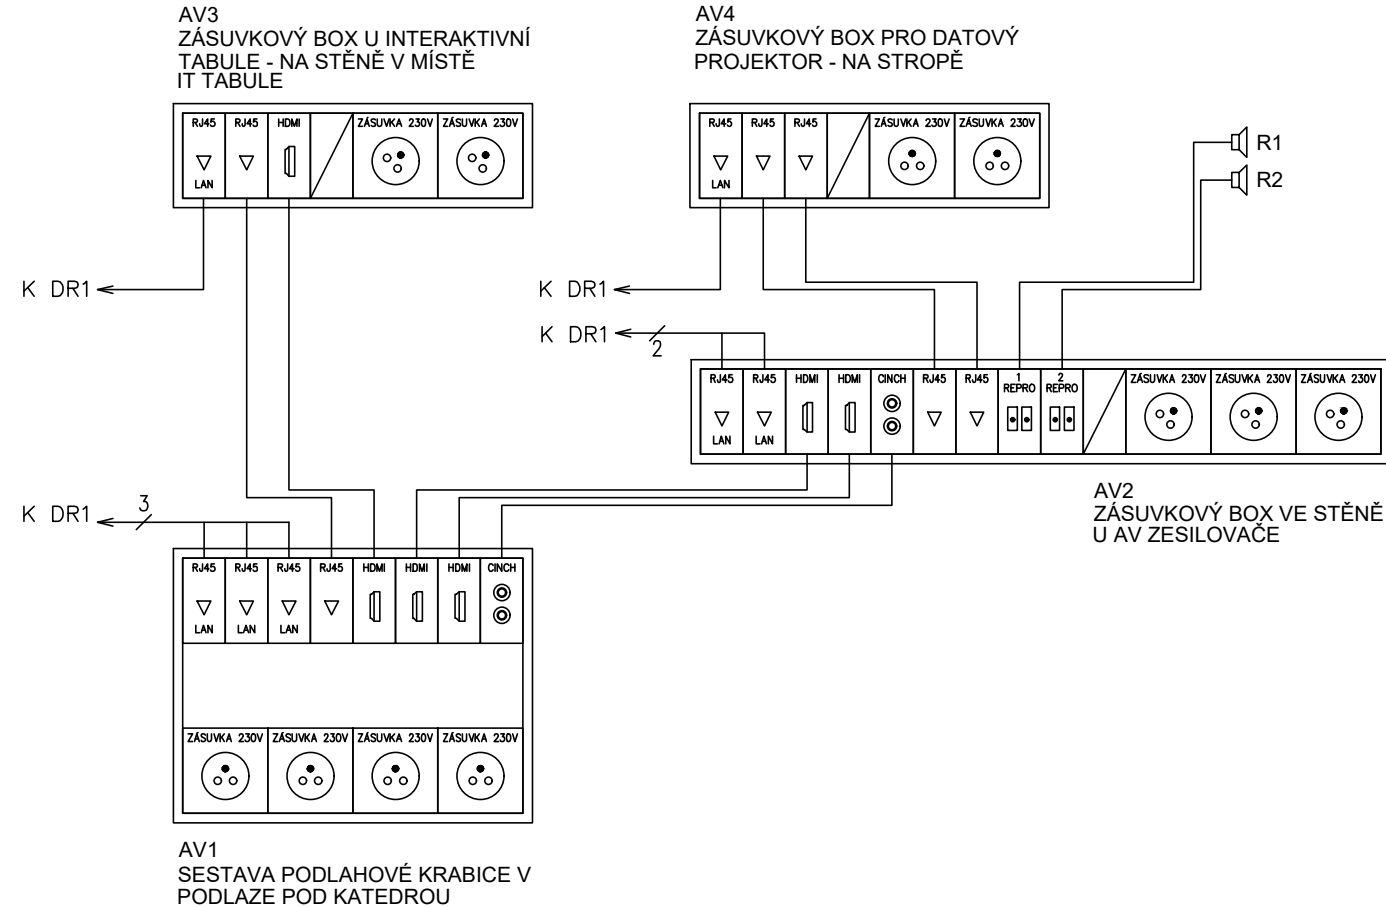 AV3
ZÁSUVKOVÝ BOX U INTERAKTIVNÍ
TABULE - NA STĚNĚ V MÍSTĚ
IT TABULE
RJ45 RJ45 HDMI ZÁSUVKA 230V ZÁSUVKA 230V
LAN
K DR1
AV4
ZÁSUVKOVÝ BOX PRO DATOVÝ
PROJEKTOR - NA STROPĚ
RJ45 RJ45 RJ45 ZÁSUVKA 230V ZÁSUVKA 230V
LAN
K DR1
R1
R2
K DR1 2
RJ45 RJ45 HDMI HDMI CINCH RJ45 RJ45 1 REPRO 2 REPRO ZÁSUVKA 230V ZÁSUVKA 230V ZÁSUVKA 230V
LAN LAN
AV2
ZÁSUVKOVÝ BOX VE STĚNĚ
U AV ZESILOVAČE
K DR1 3
RJ45 RJ45 RJ45 RJ45 HDMI HDMI HDMI CINCH
LAN LAN LAN
ZÁSUVKA 230V ZÁSUVKA 230V ZÁSUVKA 230V ZÁSUVKA 230V
AV1
SESTAVA PODLAHOVÉ KRABICE V
PODLAZE POD KATEDROU